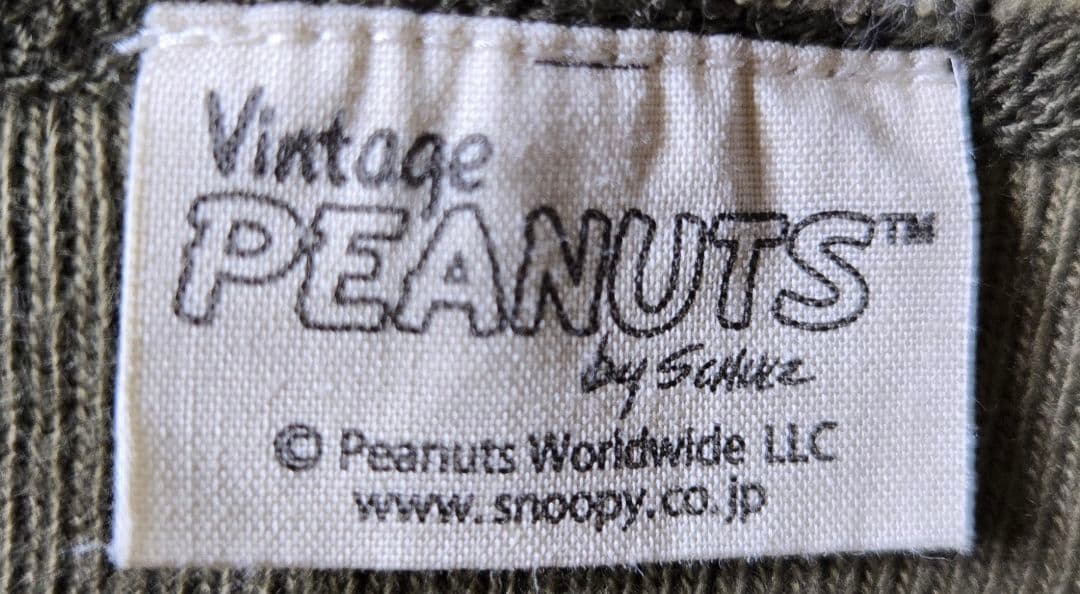 Vintage
PEANUTS™
by SCHULZ
© Peanuts Worldwide LLC
www.snoopy.co.jp